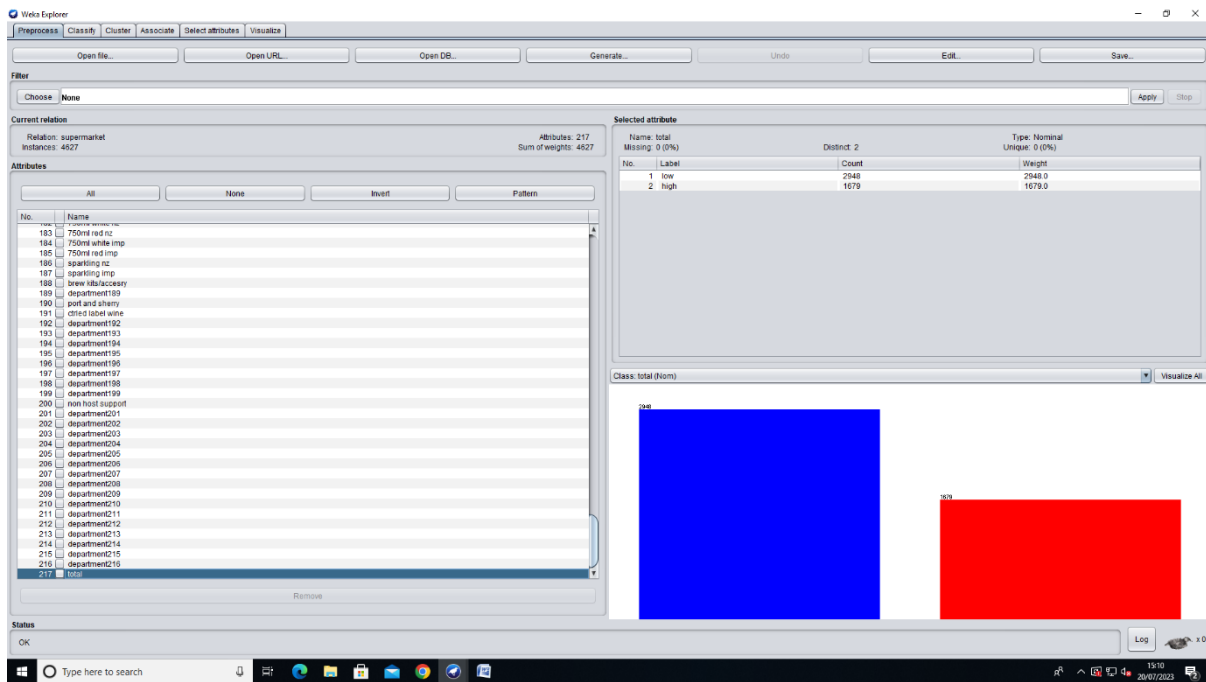 Weka Explorer
Preprocess Classify Cluster Associate Select attributes Visualize
Open file... Open URL... Open DB... Generate... Undo Edit... Save...
Filter
Choose None Apply Stop
Current relation
Relation: supermarket Attributes: 217
Instances: 4627 Sum of weights: 4627
Attributes
All None Invert Pattern
No. Name
183 750ml red nz
184 750ml white imp
185 750ml red imp
186 sparkling nz
187 sparkling imp
188 brew kits/accesry
189 department189
190 port and sherry
191 ctrled label wine
192 department192
193 department193
194 department194
195 department195
196 department196
197 department197
198 department198
199 department199
200 non host support
201 department201
202 department202
203 department203
204 department204
205 department205
206 department206
207 department207
208 department208
209 department209
210 department210
211 department211
212 department212
213 department213
214 department214
215 department215
216 department216
217 total
Remove
Selected attribute
Name: total Type: Nominal
Missing: 0 (0%) Distinct: 2 Unique: 0 (0%)
No. Label Count Weight
1 low 2948 2948.0
2 high 1679 1679.0
Class: total (Nom) Visualize All
2948
1679
Status
OK Log x 0
Type here to search
15:10
20/07/2023